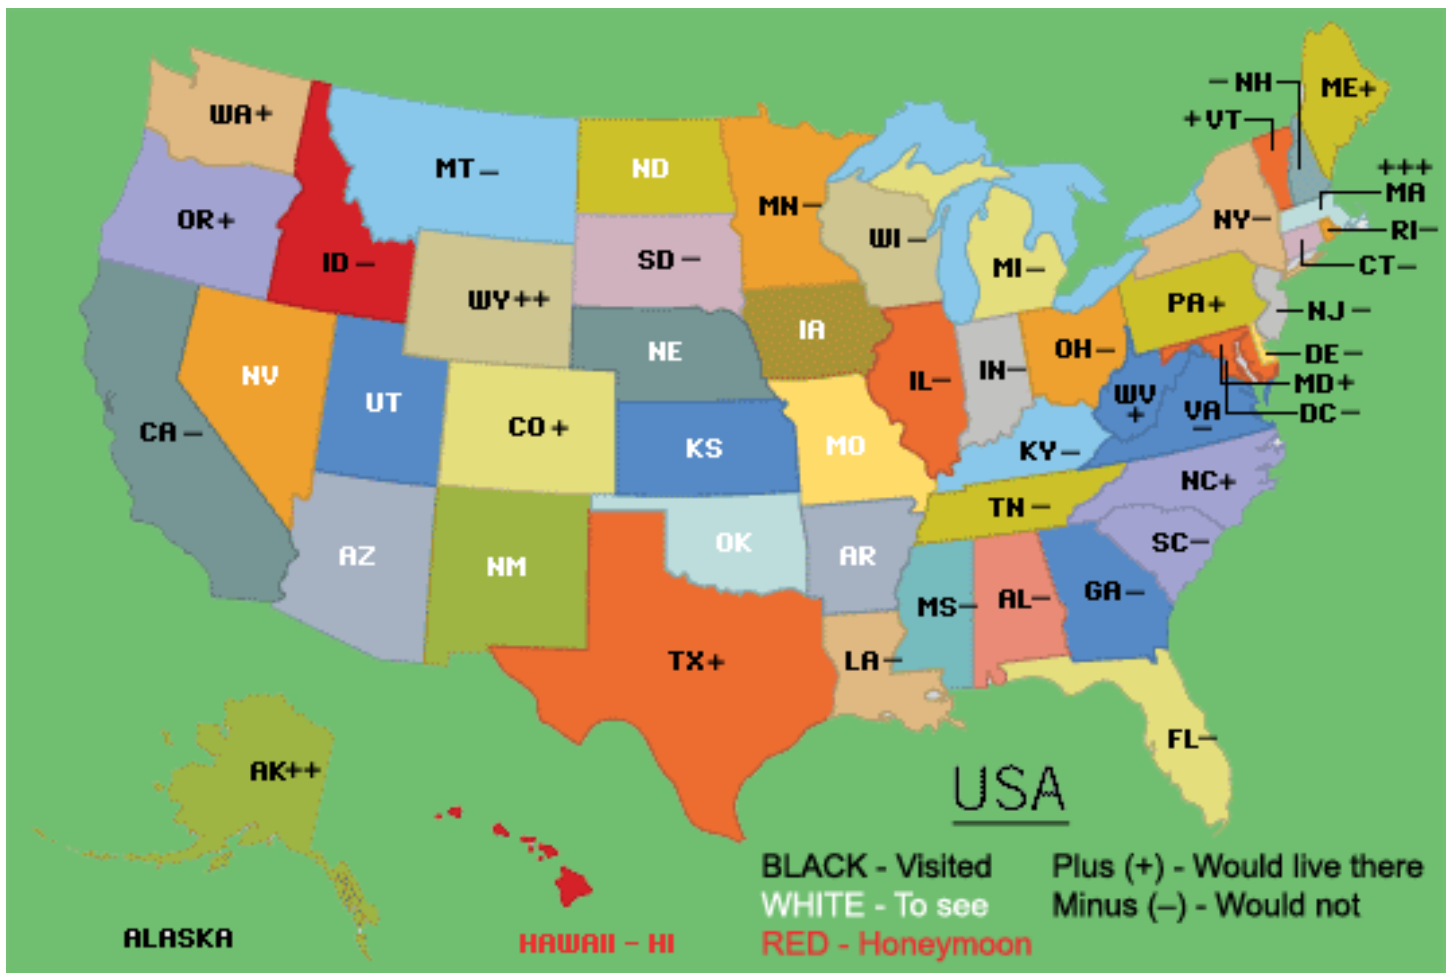 WA+
MT –
ND
MN –
– NH
ME+
+VT
+++
MA
OR+
ID –
WY++
SD –
WI –
MI –
NY –
RI –
CT –
PA+
NJ –
NV
UT
CO +
NE
IA
IL –
IN –
OH –
DE –
MD +
DC –
WV
+
VA
–
CA –
KS
MO
KY –
TN –
NC+
SC –
AZ
NM
OK
AR
MS –
AL –
GA –
TX+
LA –
FL –
AK++
USA
BLACK - Visited
Plus (+) - Would live there
WHITE - To see
Minus (–) - Would not
RED - Honeymoon
ALASKA
HAWAII - HI